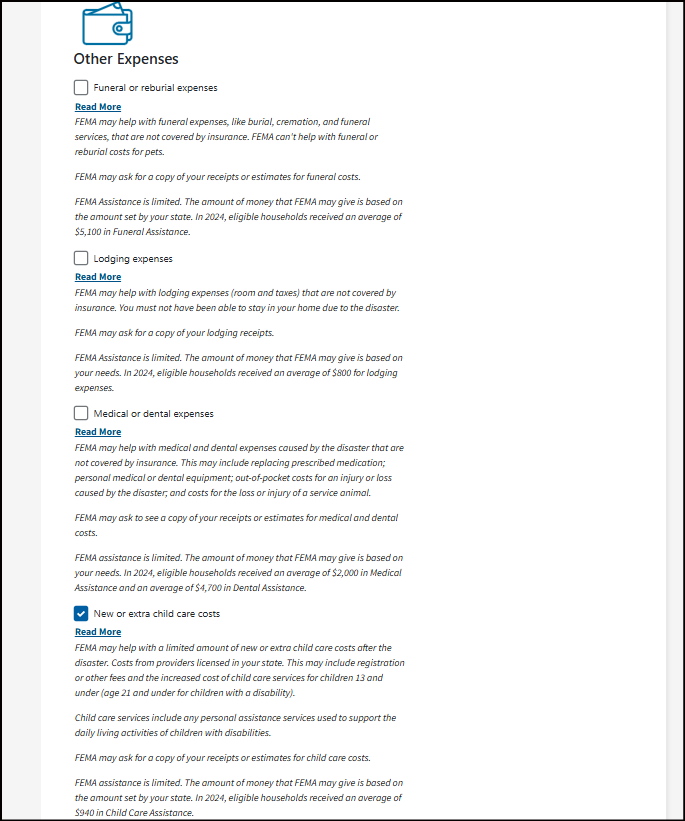 Other Expenses
Funeral or reburial expenses
Read More
FEMA may help with funeral expenses, like burial, cremation, and funeral
services, that are not covered by insurance. FEMA can't help with funeral or
reburial costs for pets.
FEMA may ask for a copy of your receipts or estimates for funeral costs.
FEMA Assistance is limited. The amount of money that FEMA may give is based on
the amount set by your state. In 2024, eligible households received an average of
$5,100 in Funeral Assistance.
Lodging expenses
Read More
FEMA may help with lodging expenses (room and taxes) that are not covered by
insurance. You must not have been able to stay in your home due to the disaster.
FEMA may ask for a copy of your lodging receipts.
FEMA Assistance is limited. The amount of money that FEMA may give is based on
your needs. In 2024, eligible households received an average of $800 for lodging
expenses.
Medical or dental expenses
Read More
FEMA may help with medical and dental expenses caused by the disaster that are
not covered by insurance. This may include replacing prescribed medication;
personal medical or dental equipment; out-of-pocket costs for an injury or loss
caused by the disaster; and costs for the loss or injury of a service animal.
FEMA may ask to see a copy of your receipts or estimates for medical and dental
costs.
FEMA assistance is limited. The amount of money that FEMA may give is based on
your needs. In 2024, eligible households received an average of $2,000 in Medical
Assistance and an average of $4,700 in Dental Assistance.
New or extra child care costs
Read More
FEMA may help with a limited amount of new or extra child care costs after the
disaster. Costs from providers licensed in your state. This may include registration
or other fees and the increased cost of child care services for children 13 and
under (age 21 and under for children with a disability).
Child care services include any personal assistance services used to support the
daily living activities of children with disabilities.
FEMA may ask for a copy of your receipts or estimates for child care costs.
FEMA assistance is limited. The amount of money that FEMA may give is based on
the amount set by your state. In 2024, eligible households received an average of
$940 in Child Care Assistance.